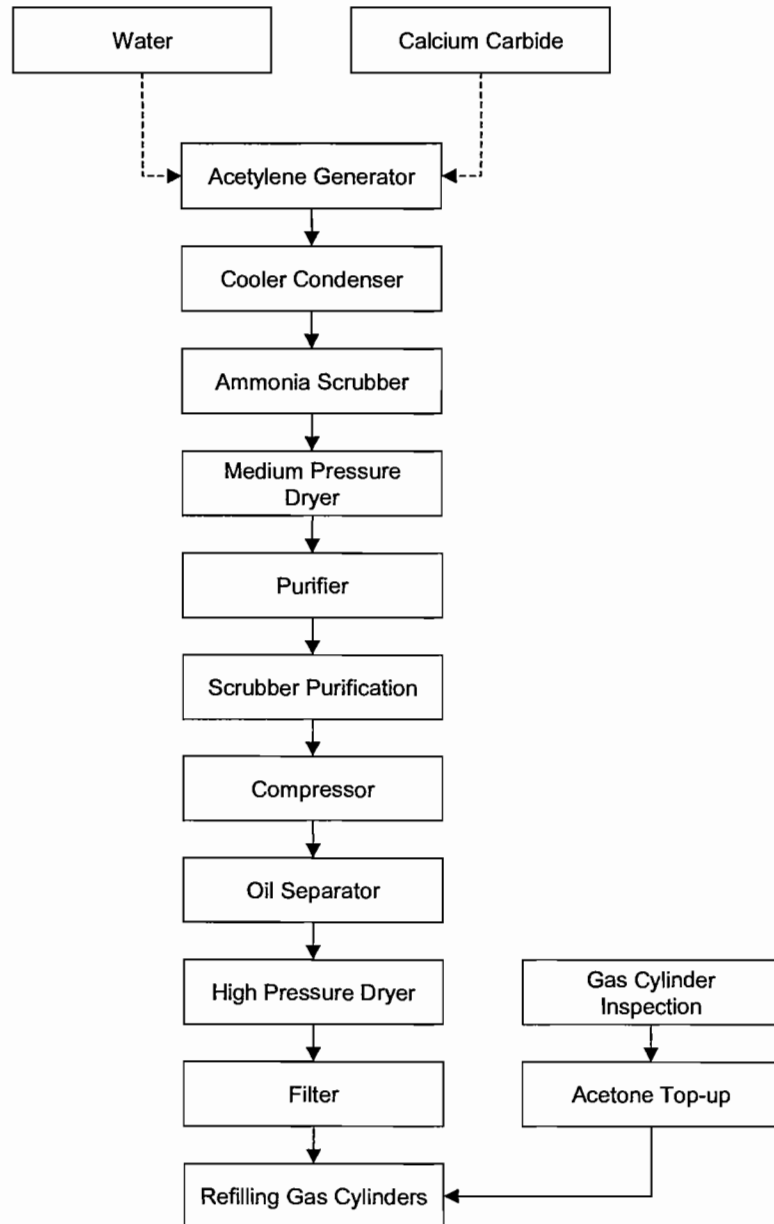 Water
Calcium Carbide
Acetylene Generator
Cooler Condenser
Ammonia Scrubber
Medium Pressure
Dryer
Purifier
Scrubber Purification
Compressor
Oil Separator
High Pressure Dryer
Gas Cylinder
Inspection
Filter
Acetone Top-up
Refilling Gas Cylinders